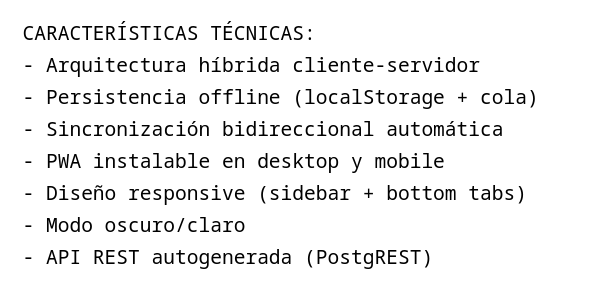 CARACTERÍSTICAS TÉCNICAS:
- Arquitectura híbrida cliente-servidor
- Persistencia offline (localStorage + cola)
- Sincronización bidireccional automática
- PWA instalable en desktop y mobile
- Diseño responsive (sidebar + bottom tabs)
- Modo oscuro/claro
- API REST autogenerada (PostgREST)